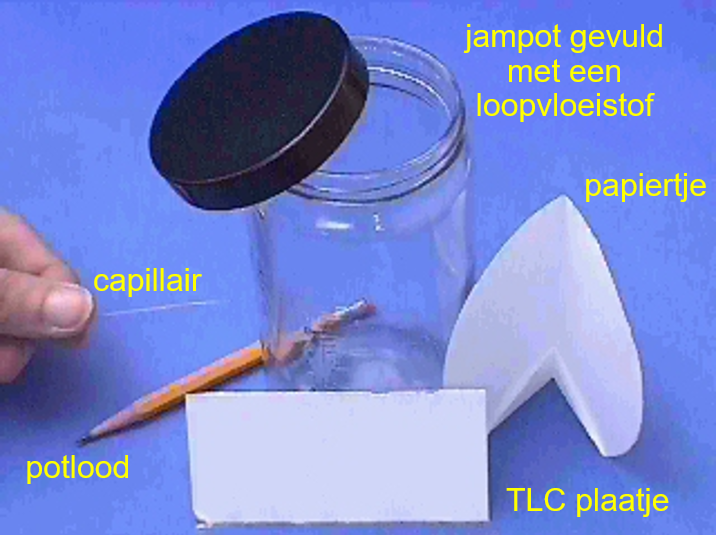 jampot gevuld
met een
loopvloeistof
papiertje
capillair
potlood
TLC plaatje